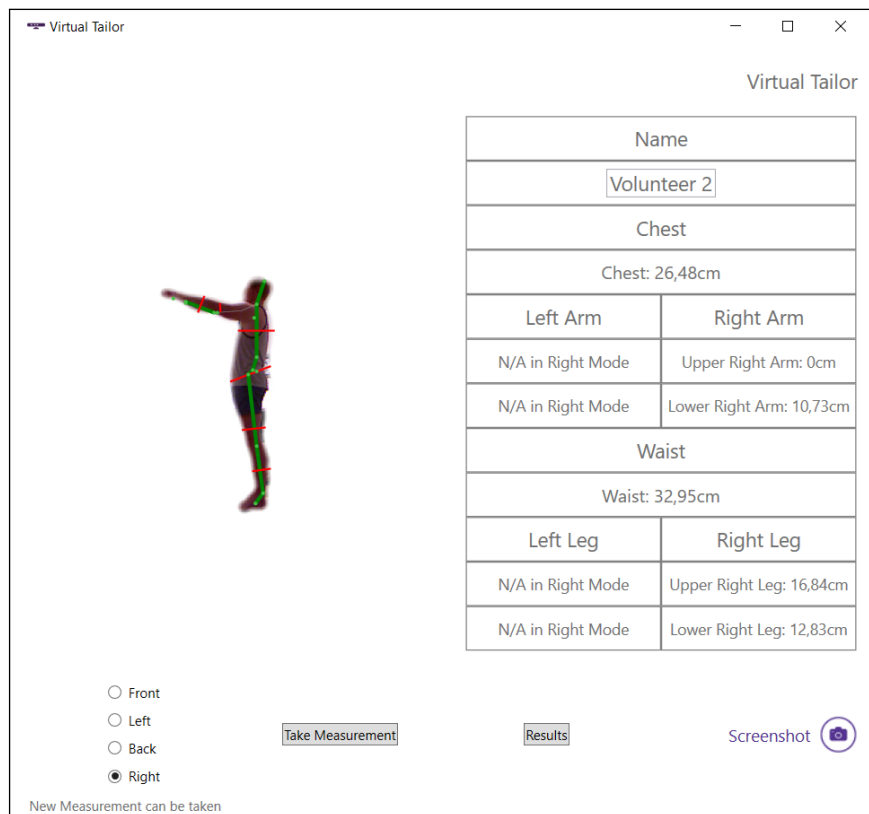 Virtual Tailor
Virtual Tailor
Name
Volunteer 2
Chest
Chest: 26,48cm
Left Arm Right Arm
N/A in Right Mode Upper Right Arm: 0cm
N/A in Right Mode Lower Right Arm: 10,73cm
Waist
Waist: 32,95cm
Left Leg Right Leg
N/A in Right Mode Upper Right Leg: 16,84cm
N/A in Right Mode Lower Right Leg: 12,83cm
Front
Left
Back
Right
Take Measurement
Results
Screenshot
New Measurement can be taken